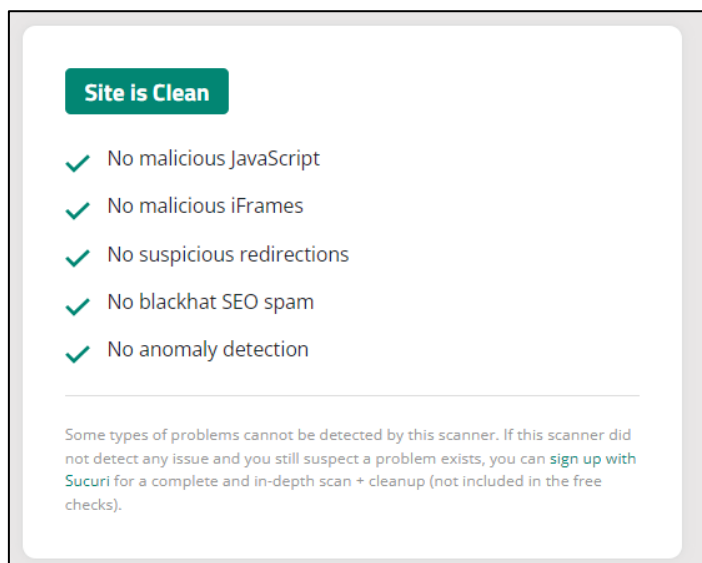 Site is Clean
No malicious JavaScript
No malicious iFrames
No suspicious redirections
No blackhat SEO spam
No anomaly detection
Some types of problems cannot be detected by this scanner. If this scanner did
not detect any issue and you still suspect a problem exists, you can sign up with
Sucuri for a complete and in-depth scan + cleanup (not included in the free
checks).